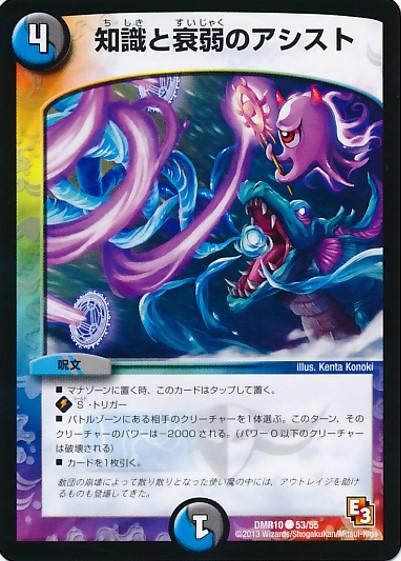 4
ちしき すいじゃく
知識と衰弱のアシスト
呪文
illus. Kenta Konoki
■ マナゾーンに置く時、このカードはタップして置く。
S・トリガー
■ バトルゾーンにある相手のクリーチャーを1体選ぶ。このターン、そ
のクリーチャーのパワーは−2000される。(パワー0以下のクリーチャー
は破壊される)
■ カードを1枚引く。
教団の崩壊によって散り散りとなった使い魔の中には、アウトレイジを助け
るものも登場してきた。
E3
1
DMR10 ● 53/55
©2013 Wizards/Shogakukan/Mitsui-Kids